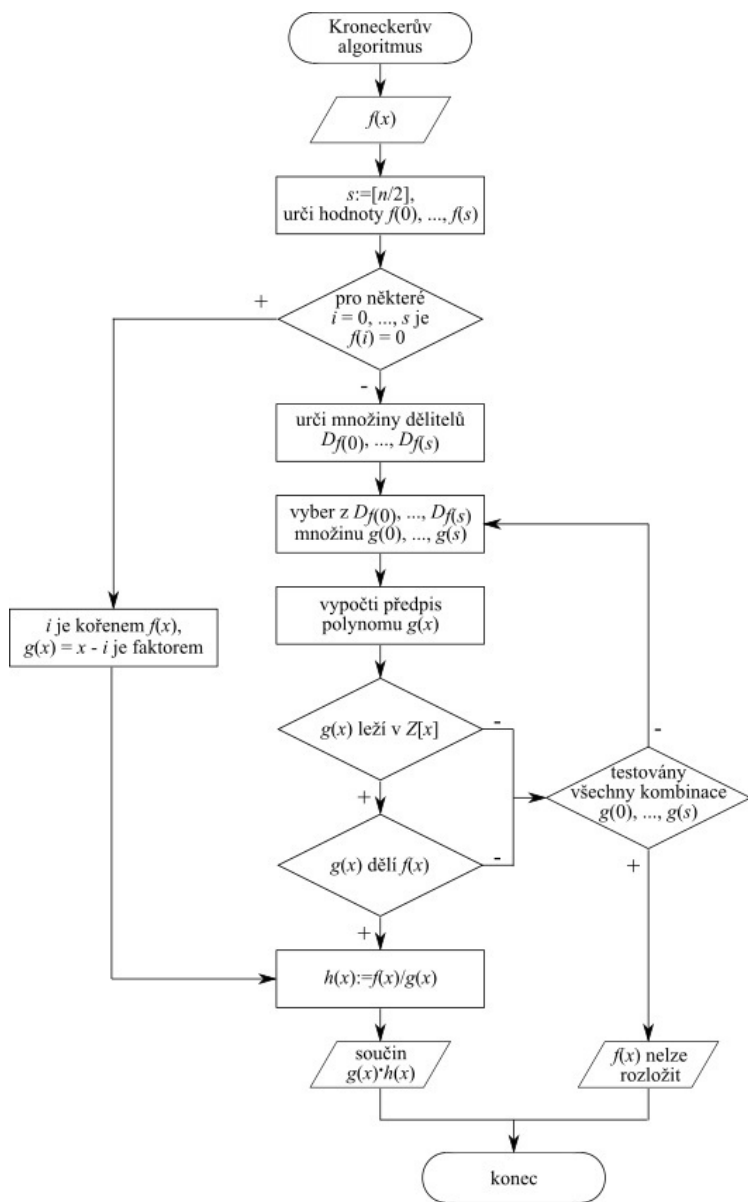 Kroneckerův
algoritmus
f(x)
s:=[n/2],
urči hodnoty f(0), ..., f(s)
+
pro některé
i = 0, ..., s je
f(i) = 0
-
urči množiny dělitelů
Df(0), ..., Df(s)
vyber z Df(0), ..., Df(s)
množinu g(0), ..., g(s)
i je kořenem f(x),
g(x) = x - i je faktorem
vypočti předpis
polynomu g(x)
g(x) leží v Z[x]
-
+
-
testovány
všechny kombinace
g(0), ..., g(s)
g(x) dělí f(x)
-
+
+
h(x):=f(x)/g(x)
součin
g(x)·h(x)
f(x) nelze
rozložit
konec